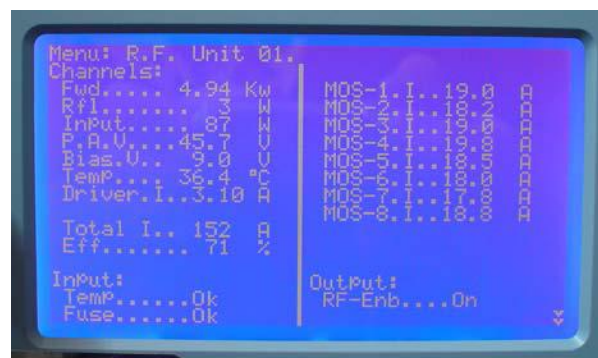 Menu: R.F. Unit 01.
Channels:
Fwd..... 4.94 Kw
Rfl....... 3 W
Input..... 87 W
P.A.V....45.7 V
Bias.V.. 9.0 V
Temp.... 36.4 °C
Driver.I..3.10 A
Total I.. 152 A
Eff....... 71 %
Input:
Temp......Ok
Fuse......Ok
MOS-1.I..19.0 A
MOS-2.I..18.2 A
MOS-3.I..19.0 A
MOS-4.I..19.8 A
MOS-5.I..18.5 A
MOS-6.I..18.0 A
MOS-7.I..17.8 A
MOS-8.I..18.8 A
Output:
RF-Enb....On